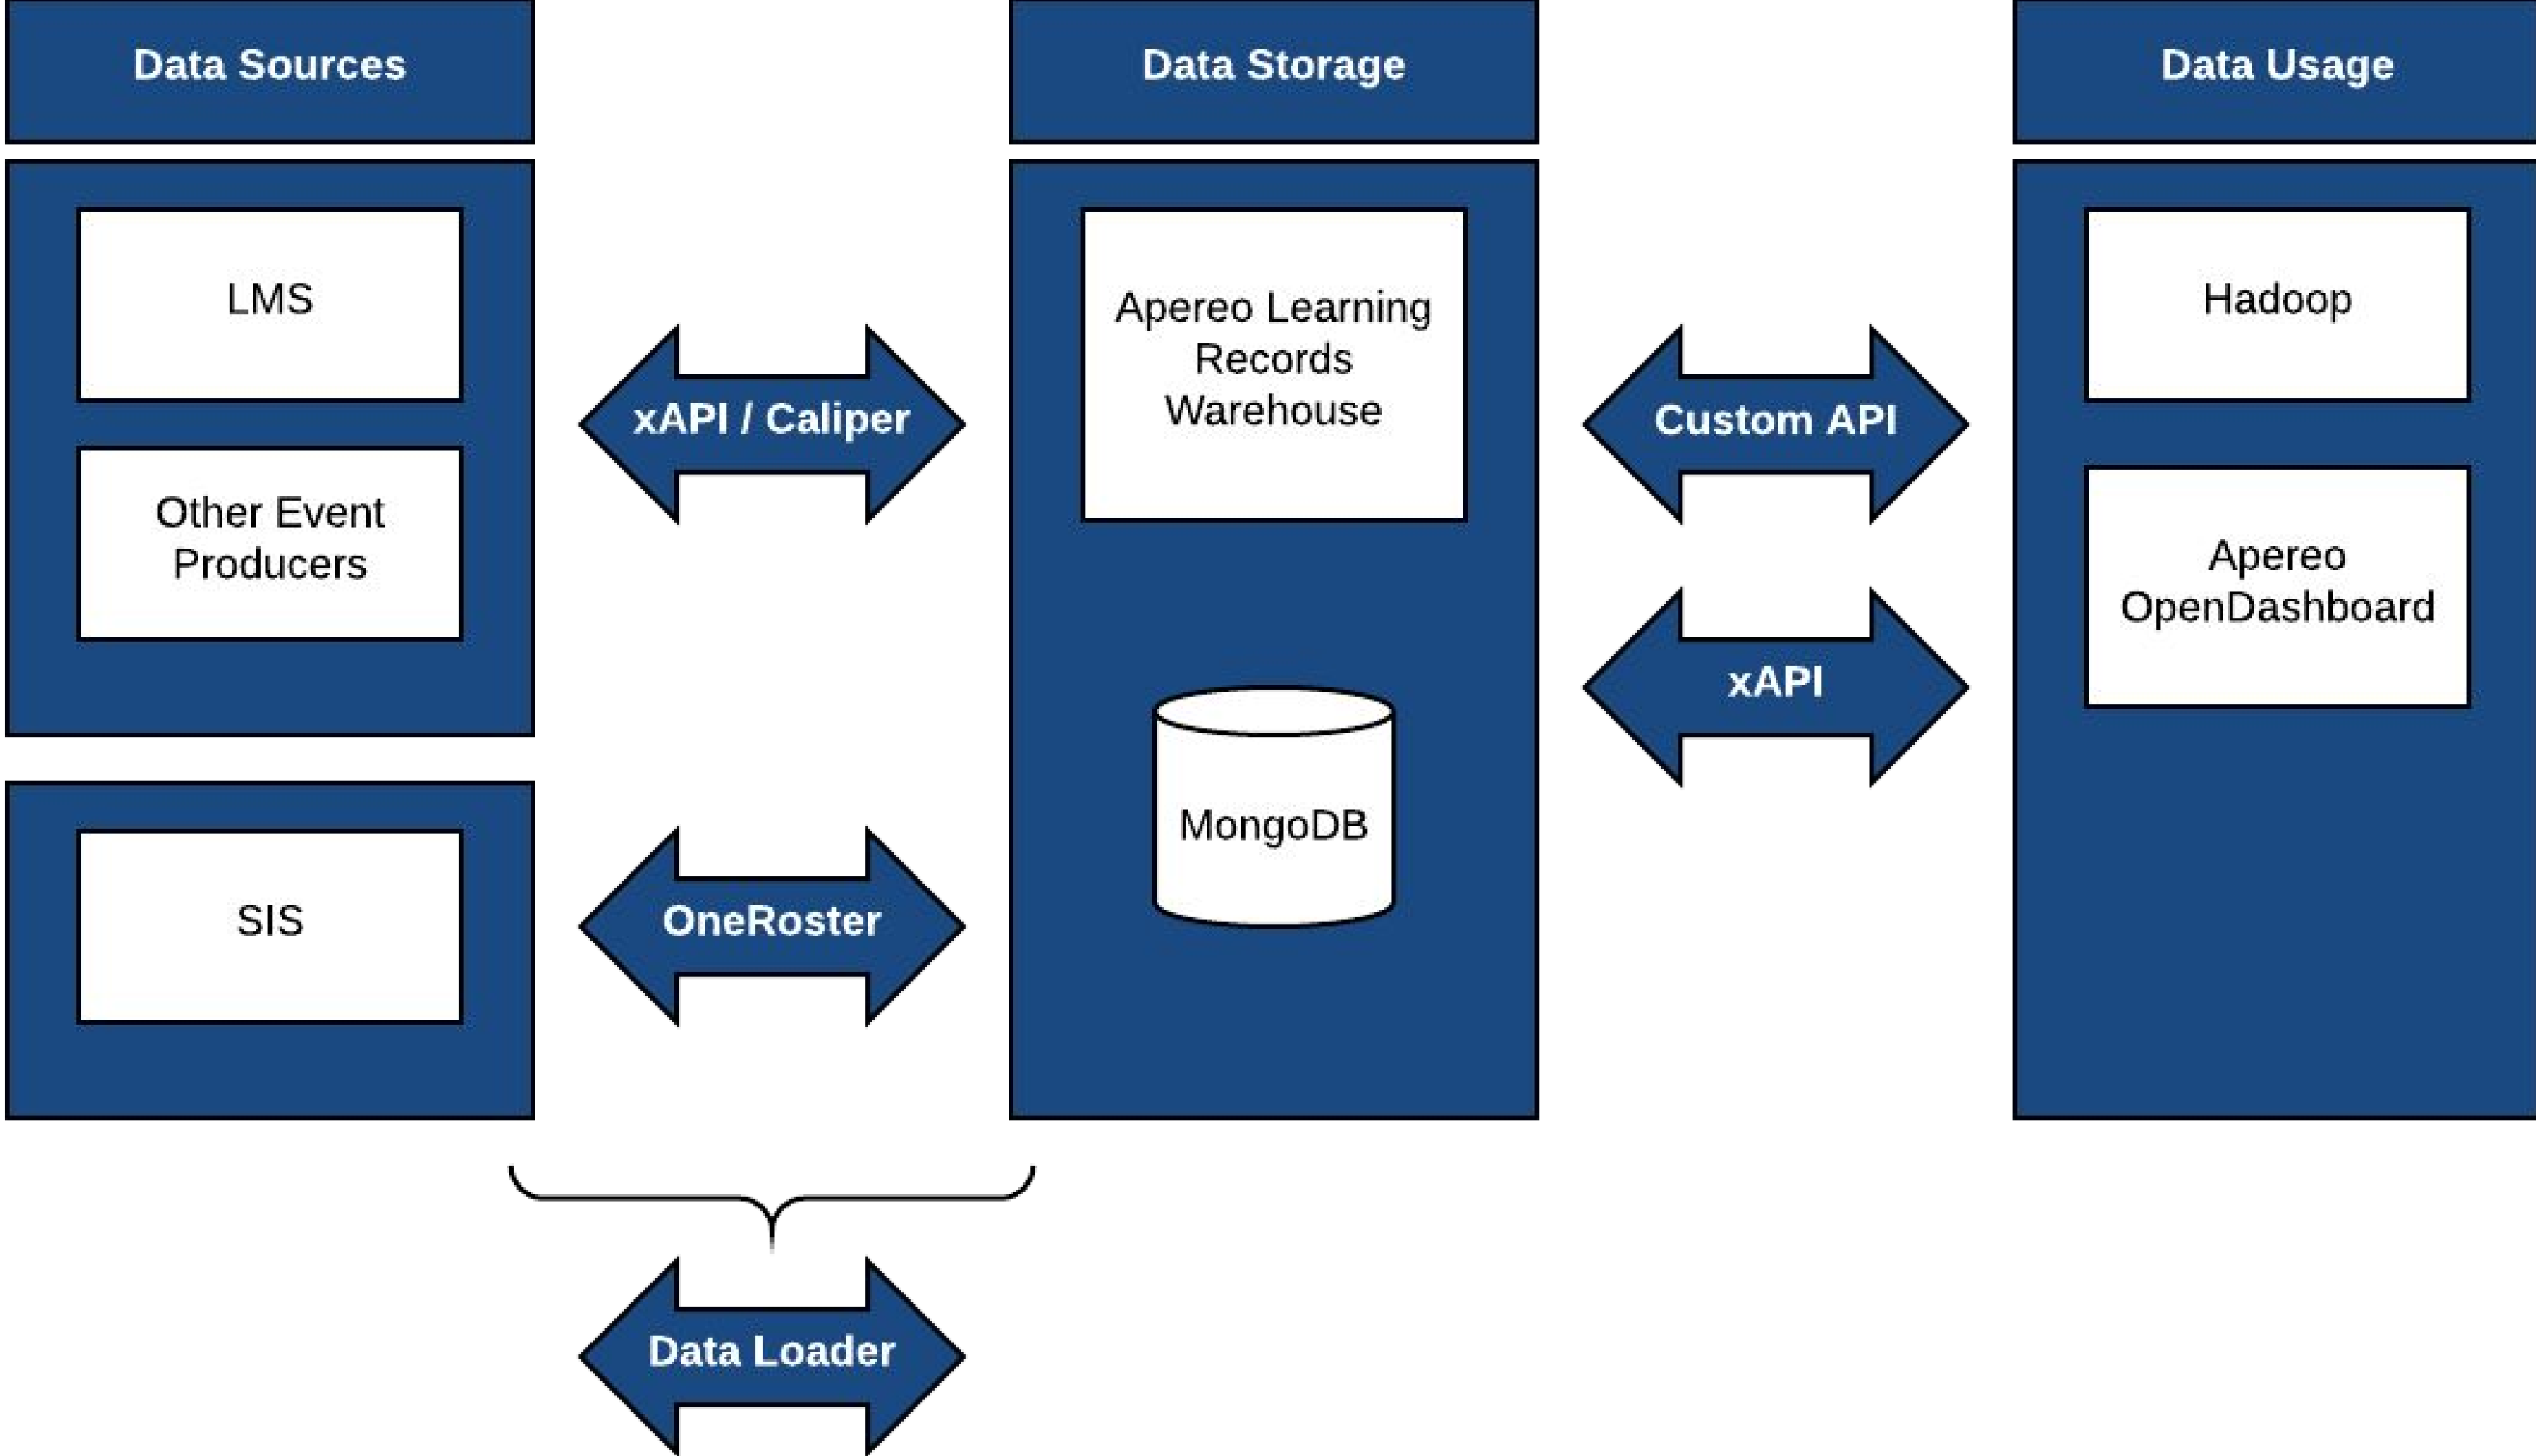 Data Sources
Data Storage
Data Usage
LMS
Other Event
Producers
SIS
xAPI / Caliper
OneRoster
Data Loader
Apereo Learning
Records
Warehouse
MongoDB
Custom API
xAPI
Hadoop
Apereo
OpenDashboard